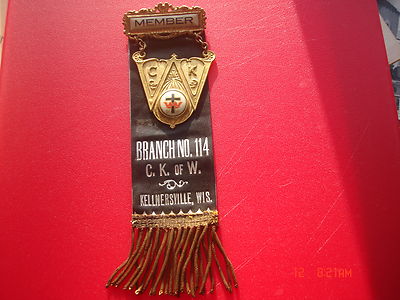 MEMBER
C K
BRANCH NO. 114
C. K. OF W.
KELLNERSVILLE, WIS.
12 8:21AM